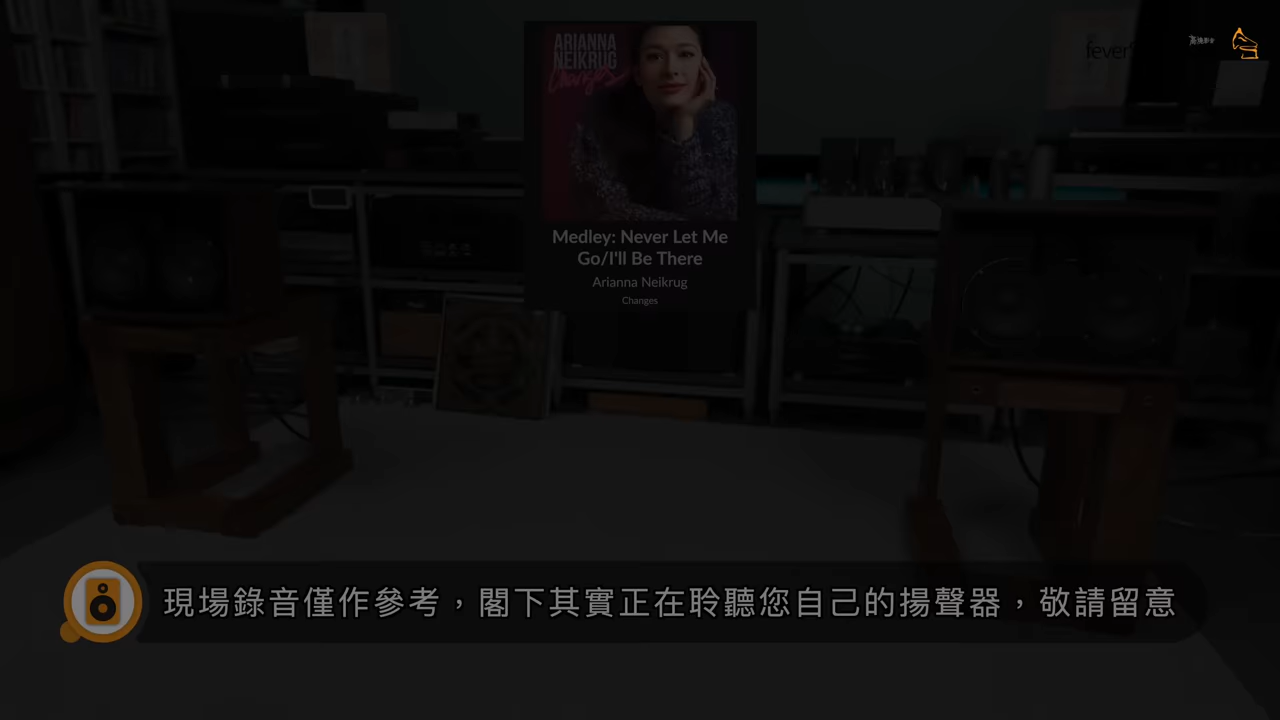 ARIANNA
NEIKRUG
Changes
fever
Medley: Never Let Me
Go/I'll Be There
Arianna Neikrug
Changes
現場錄音僅作參考，閣下其實正在聆聽您自己的揚聲器，敬請留意